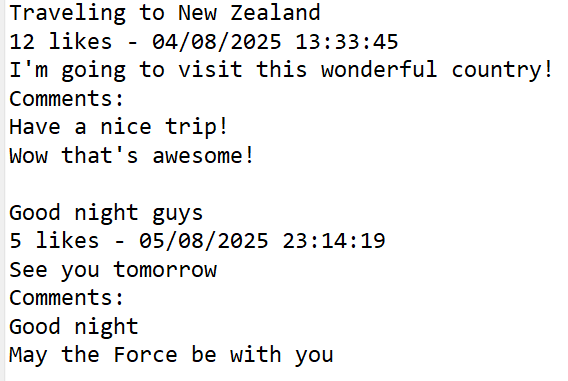 Traveling to New Zealand
12 likes - 04/08/2025 13:33:45
I'm going to visit this wonderful country!
Comments:
Have a nice trip!
Wow that's awesome!

Good night guys
5 likes - 05/08/2025 23:14:19
See you tomorrow
Comments:
Good night
May the Force be with you